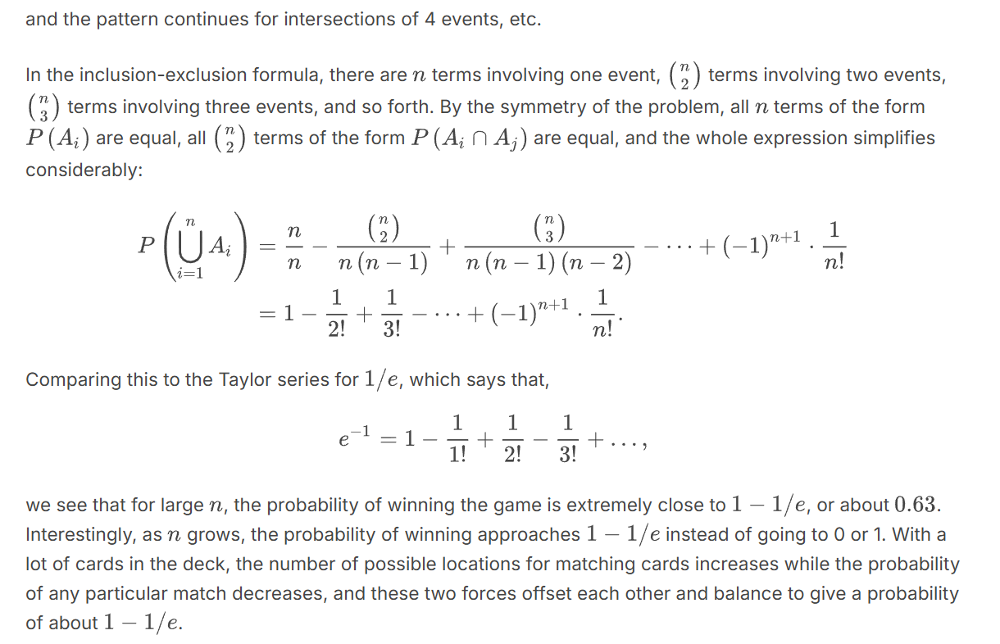 and the pattern continues for intersections of 4 events, etc.
In the inclusion-exclusion formula, there are $n$ terms involving one event, $\binom{n}{2}$ terms involving two events,
$\binom{n}{3}$ terms involving three events, and so forth. By the symmetry of the problem, all $n$ terms of the form
$P(A_i)$ are equal, all $\binom{n}{2}$ terms of the form $P(A_i \cap A_j)$ are equal, and the whole expression simplifies
considerably:
$P\left(\bigcup_{i=1}^{n} A_i\right) = \frac{n}{n} - \frac{\binom{n}{2}}{n(n-1)} + \frac{\binom{n}{3}}{n(n-1)(n-2)} - \cdots + (-1)^{n+1} \cdot \frac{1}{n!}$
$= 1 - \frac{1}{2!} + \frac{1}{3!} - \cdots + (-1)^{n+1} \cdot \frac{1}{n!}.$
Comparing this to the Taylor series for $1/e$, which says that,
$e^{-1} = 1 - \frac{1}{1!} + \frac{1}{2!} - \frac{1}{3!} + \ldots,$
we see that for large $n$, the probability of winning the game is extremely close to $1 - 1/e$, or about $0.63$.
Interestingly, as $n$ grows, the probability of winning approaches $1 - 1/e$ instead of going to 0 or 1. With a
lot of cards in the deck, the number of possible locations for matching cards increases while the probability
of any particular match decreases, and these two forces offset each other and balance to give a probability
of about $1 - 1/e$.